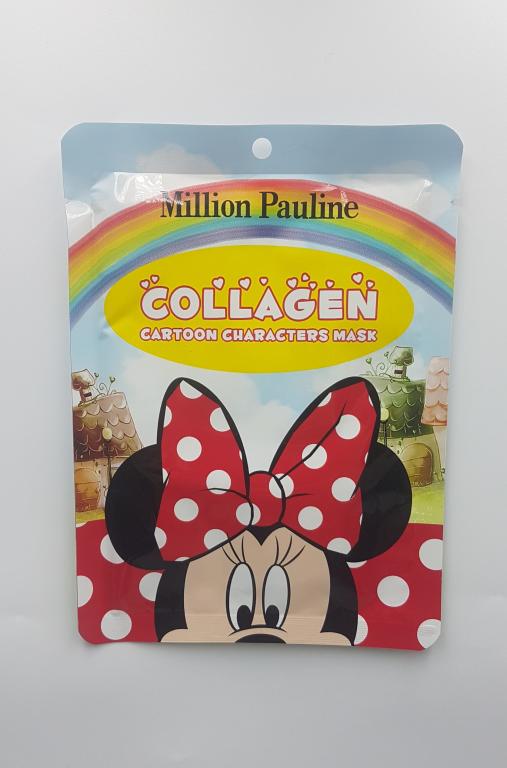 Million Pauline
COLLAGEN
CARTOON CHARACTERS MASK